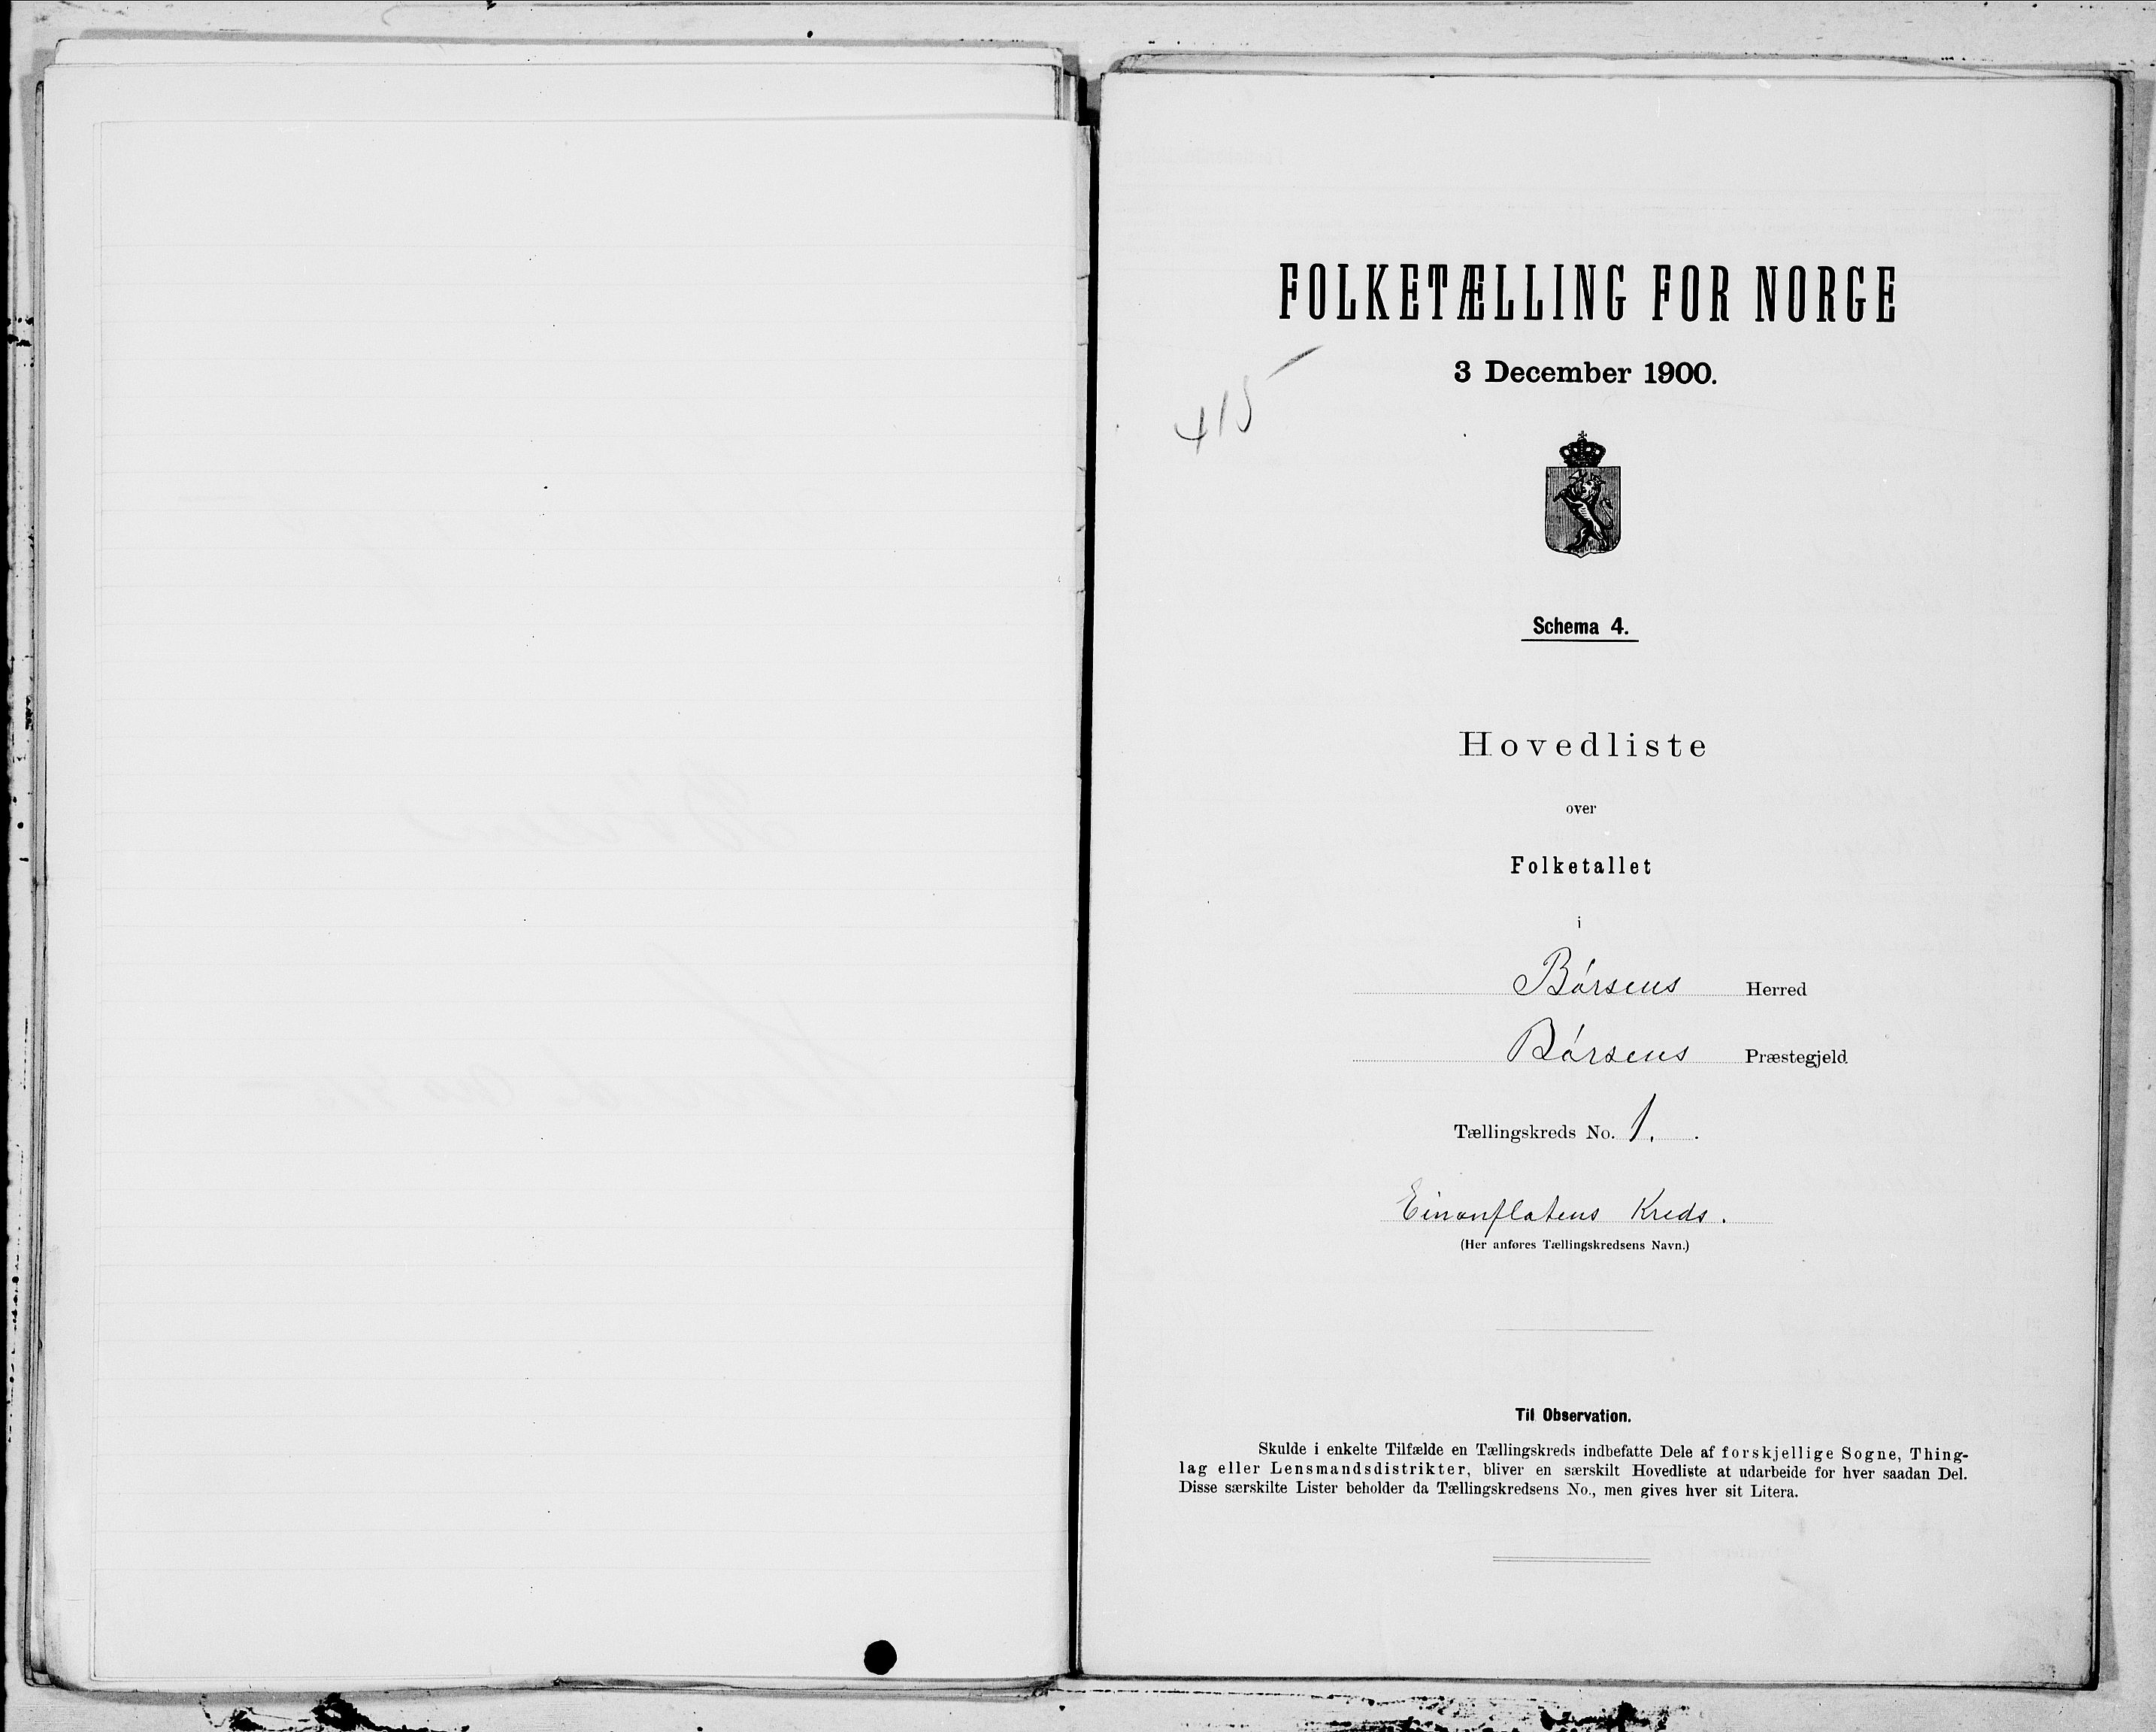 FOLKETÆLLING FOR NORGE
3 December 1900.
415
Schema 4.
Hovedliste
over
Folketallet
i
Børsens Herred
Børsens Præstegjeld
Tællingskreds No. 1.
Einanflatens Kreds.
(Her anføres Tællingskredsens Navn.)
Til Observation.
Skulde i enkelte Tilfælde en Tællingskreds indbefatte Dele af forskjellige Sogne, Thing-
lag eller Lensmandsdistrikter, bliver en særskilt Hovedliste at udarbeide for hver saadan Del.
Disse særskilte Lister beholder da Tællingskredsens No., men gives hver sit Litera.